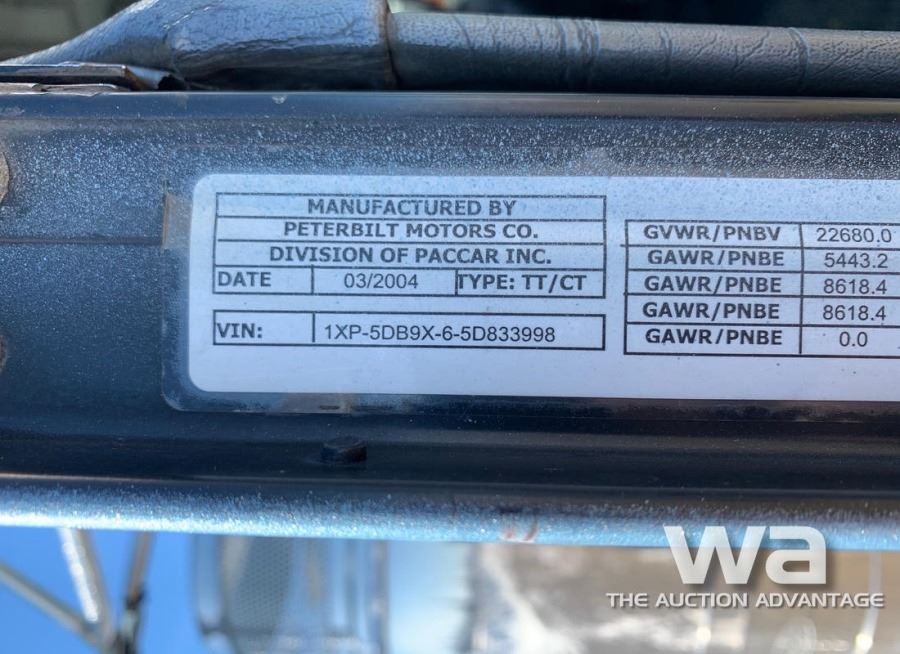 MANUFACTURED BY
PETERBILT MOTORS CO.
DIVISION OF PACCAR INC.
DATE 03/2004 TYPE: TT/CT
VIN: 1XP-5DB9X-6-5D833998
GVWR/PNBV 22680.0
GAWR/PNBE 5443.2
GAWR/PNBE 8618.4
GAWR/PNBE 8618.4
GAWR/PNBE 0.0
wa
THE AUCTION ADVANTAGE